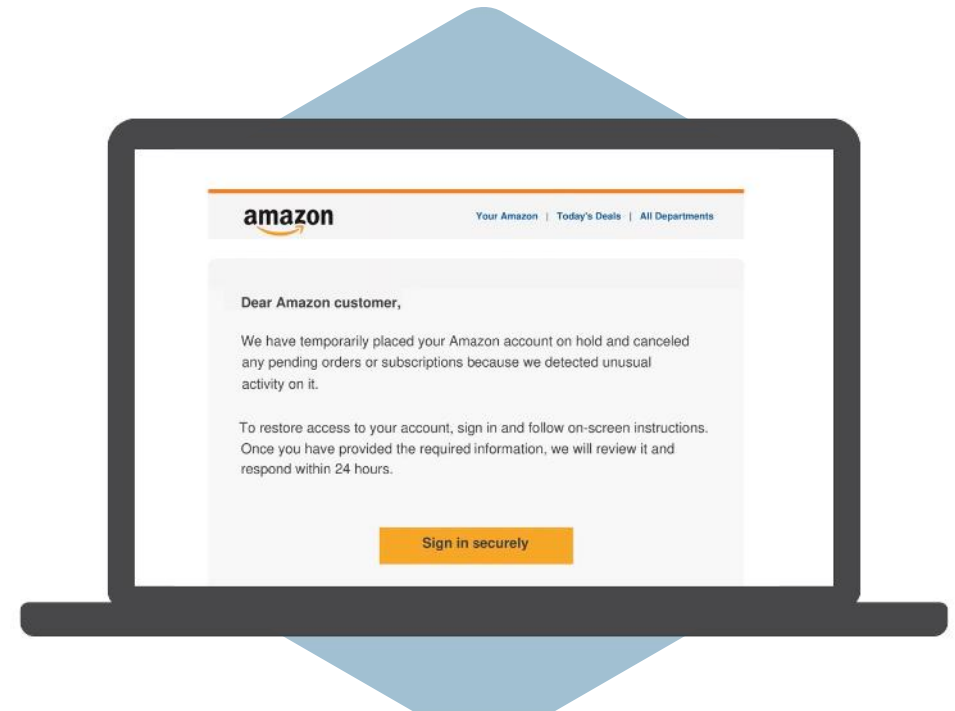 amazon
Your Amazon | Today's Deals | All Departments
Dear Amazon customer,
We have temporarily placed your Amazon account on hold and canceled
any pending orders or subscriptions because we detected unusual
activity on it.
To restore access to your account, sign in and follow on-screen instructions.
Once you have provided the required information, we will review it and
respond within 24 hours.
Sign in securely